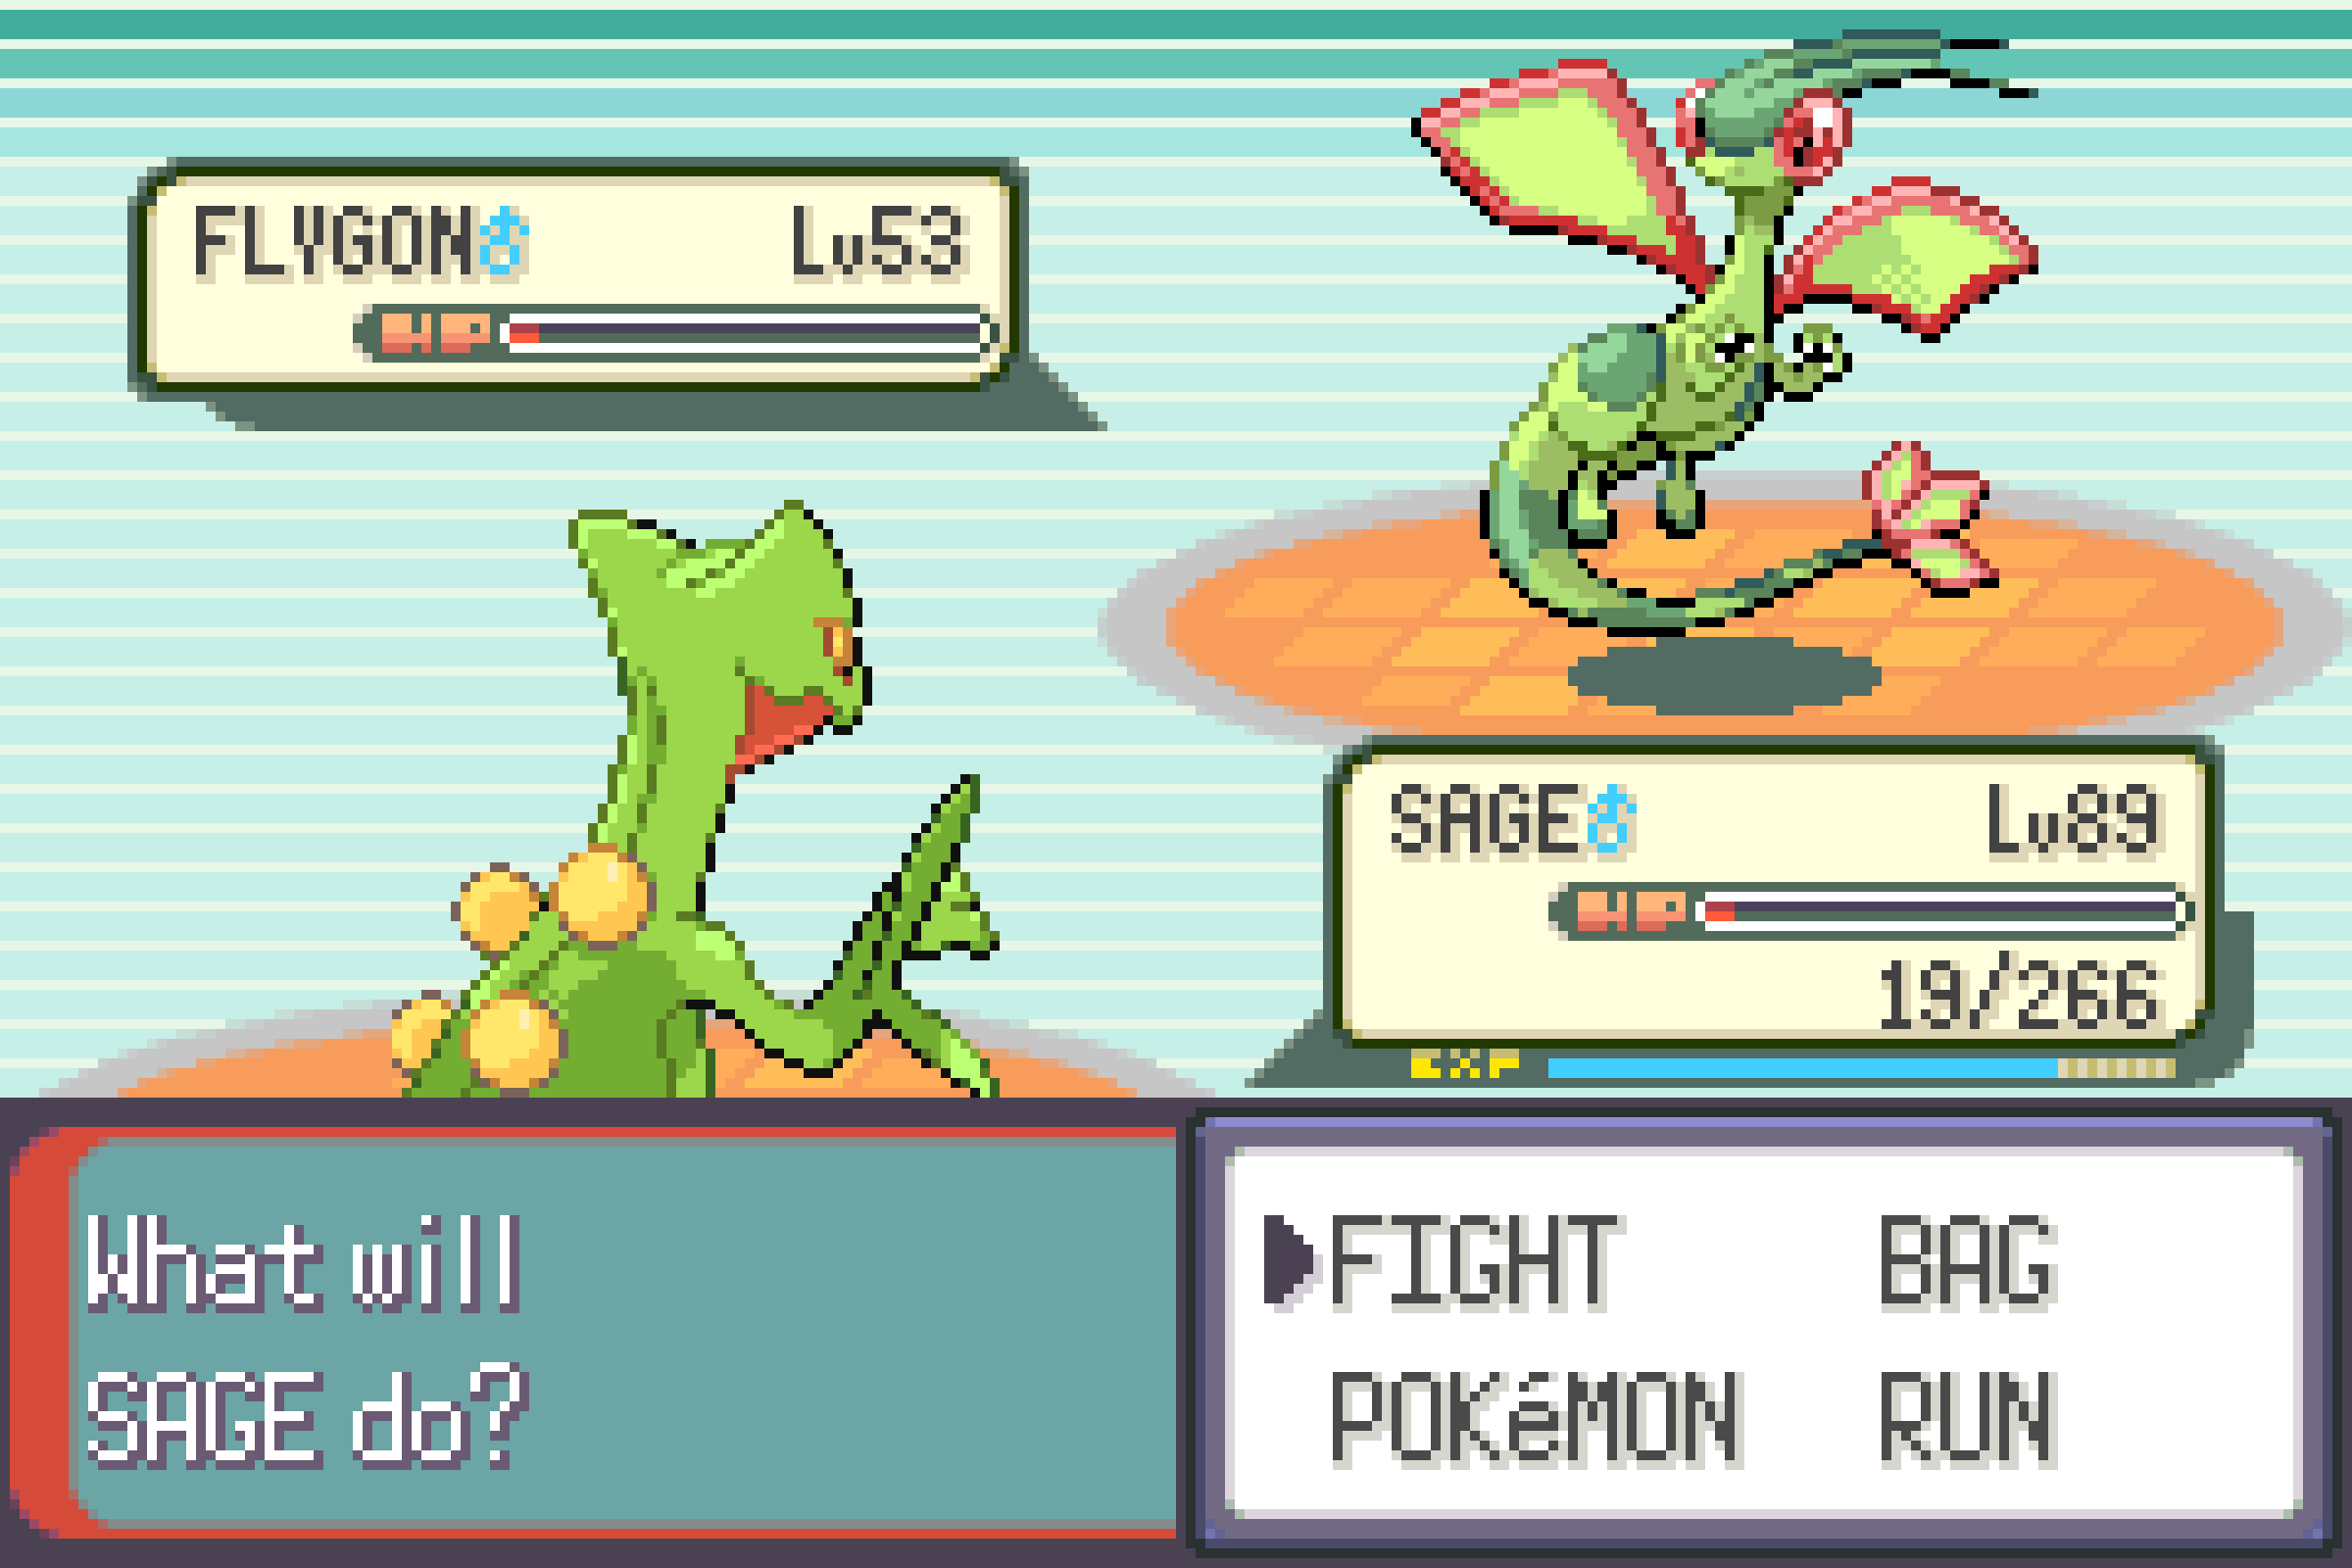 FLYGON♂ Lv53
HP
SAGE♂ Lv89
HP
19/266
EXP
What will
SAGE do?
FIGHT BAG
POKéMON RUN